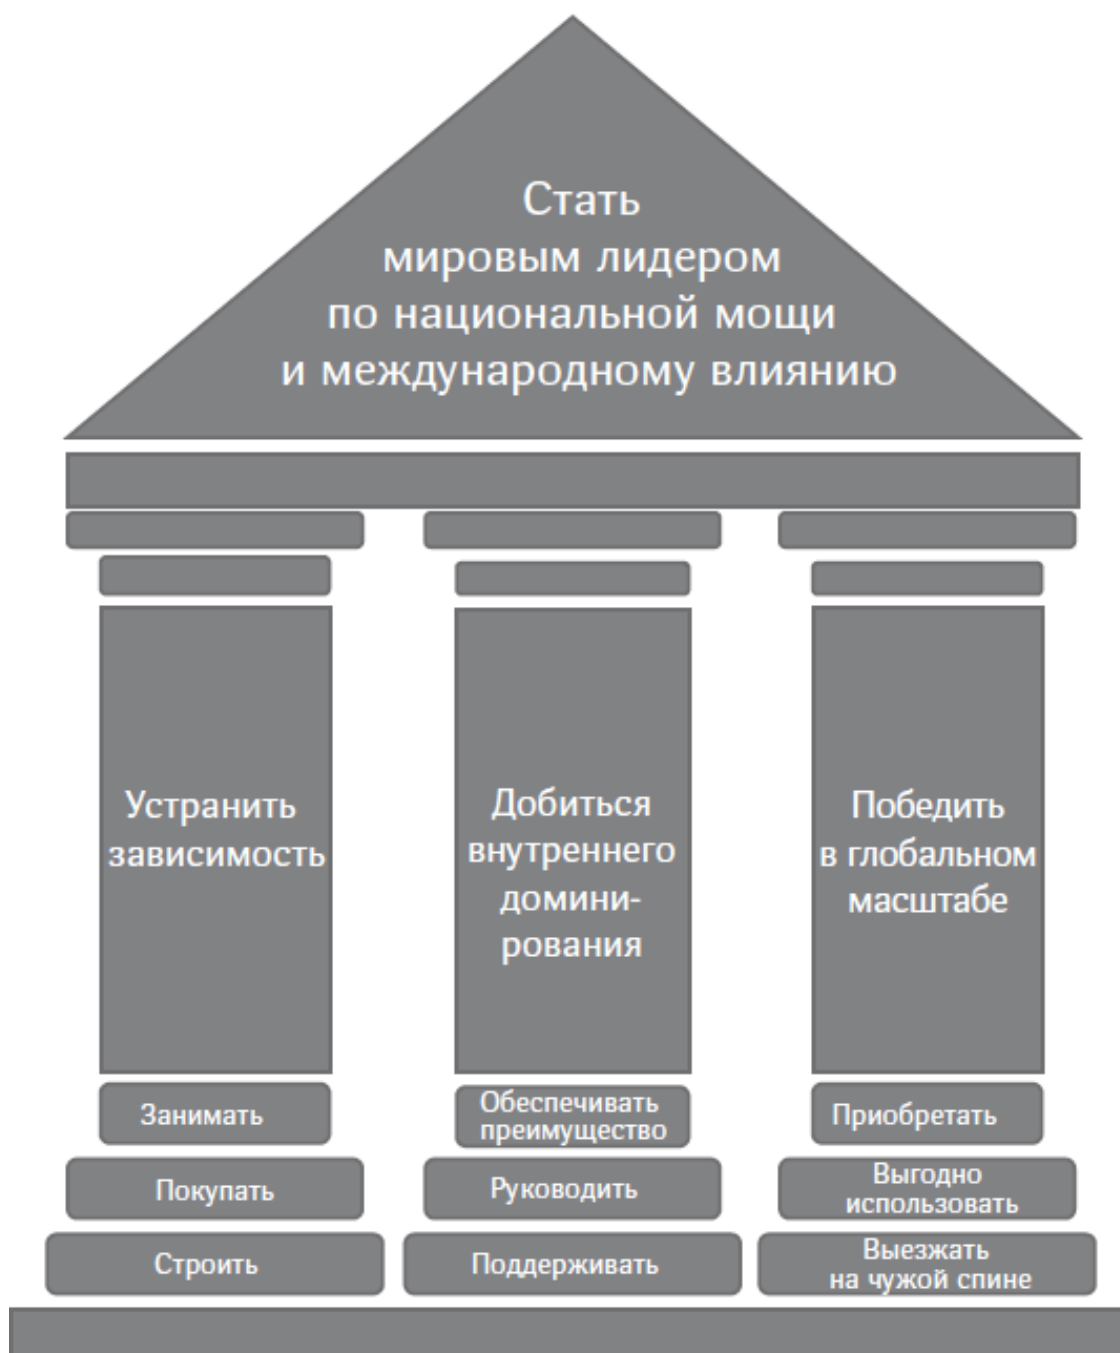 Стать
мировым лидером
по национальной мощи
и международному влиянию
Устранить
зависимость
Добиться
внутреннего
домини-
рования
Победить
в глобальном
масштабе
Занимать
Обеспечивать
преимущество
Приобретать
Покупать
Руководить
Выгодно
использовать
Строить
Поддерживать
Выезжать
на чужой спине